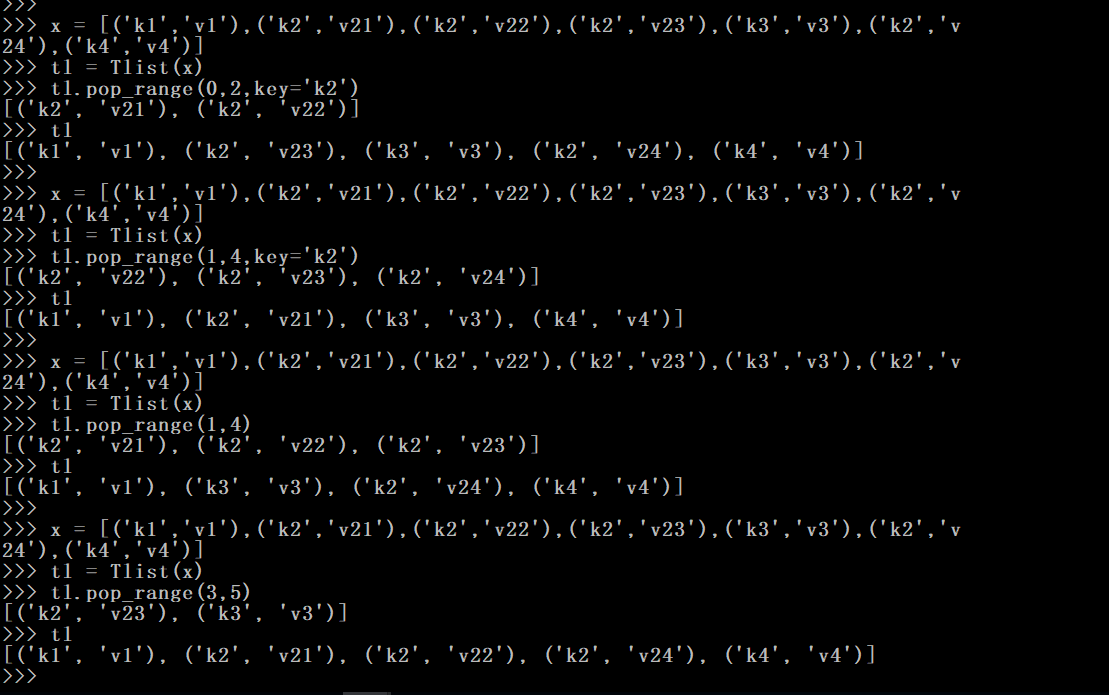 >>>
>>> x = [('k1','v1'),('k2','v21'),('k2','v22'),('k2','v23'),('k3','v3'),('k2','v
24'),('k4','v4')]
>>> tl = Tlist(x)
>>> tl.pop_range(0,2,key='k2')
[('k2', 'v21'), ('k2', 'v22')]
>>> tl
[('k1', 'v1'), ('k2', 'v23'), ('k3', 'v3'), ('k2', 'v24'), ('k4', 'v4')]
>>>
>>> x = [('k1','v1'),('k2','v21'),('k2','v22'),('k2','v23'),('k3','v3'),('k2','v
24'),('k4','v4')]
>>> tl = Tlist(x)
>>> tl.pop_range(1,4,key='k2')
[('k2', 'v22'), ('k2', 'v23'), ('k2', 'v24')]
>>> tl
[('k1', 'v1'), ('k2', 'v21'), ('k3', 'v3'), ('k4', 'v4')]
>>>
>>> x = [('k1','v1'),('k2','v21'),('k2','v22'),('k2','v23'),('k3','v3'),('k2','v
24'),('k4','v4')]
>>> tl = Tlist(x)
>>> tl.pop_range(1,4)
[('k2', 'v21'), ('k2', 'v22'), ('k2', 'v23')]
>>> tl
[('k1', 'v1'), ('k3', 'v3'), ('k2', 'v24'), ('k4', 'v4')]
>>>
>>> x = [('k1','v1'),('k2','v21'),('k2','v22'),('k2','v23'),('k3','v3'),('k2','v
24'),('k4','v4')]
>>> tl = Tlist(x)
>>> tl.pop_range(3,5)
[('k2', 'v23'), ('k3', 'v3')]
>>> tl
[('k1', 'v1'), ('k2', 'v21'), ('k2', 'v22'), ('k2', 'v24'), ('k4', 'v4')]
>>>